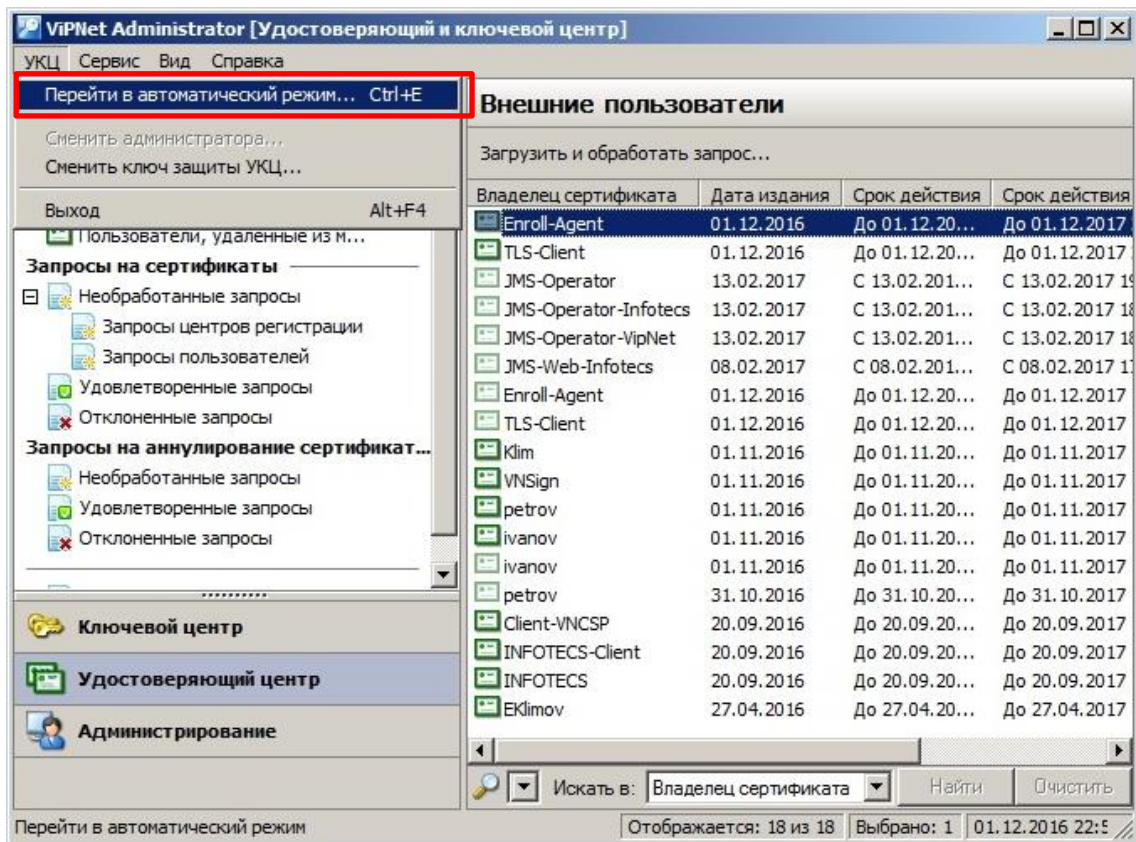 ViPNet Administrator [Удостоверяющий и ключевой центр]
УКЦ Сервис Вид Справка
Перейти в автоматический режим... Ctrl+E
Сменить администратора...
Сменить ключ защиты УКЦ...
Выход Alt+F4
Пользователи, удаленные из м...
Запросы на сертификаты
Необработанные запросы
Запросы центров регистрации
Запросы пользователей
Удовлетворенные запросы
Отклоненные запросы
Запросы на аннулирование сертификат...
Необработанные запросы
Удовлетворенные запросы
Отклоненные запросы
Ключевой центр
Удостоверяющий центр
Администрирование
Внешние пользователи
Загрузить и обработать запрос...
Владелец сертификата Дата издания Срок действия Срок действия
Enroll-Agent 01.12.2016 До 01.12.20... До 01.12.2017
TLS-Client 01.12.2016 До 01.12.20... До 01.12.2017
JMS-Operator 13.02.2017 С 13.02.201... С 13.02.2017 19
JMS-Operator-Infotecs 13.02.2017 С 13.02.201... С 13.02.2017 18
JMS-Operator-VipNet 13.02.2017 С 13.02.201... С 13.02.2017 18
JMS-Web-Infotecs 08.02.2017 С 08.02.201... С 08.02.2017 1
Enroll-Agent 01.12.2016 До 01.12.20... До 01.12.2017
TLS-Client 01.12.2016 До 01.12.20... До 01.12.2017
Klim 01.11.2016 До 01.11.20... До 01.11.2017
VNSign 01.11.2016 До 01.11.20... До 01.11.2017
petrov 01.11.2016 До 01.11.20... До 01.11.2017
ivanov 01.11.2016 До 01.11.20... До 01.11.2017
ivanov 01.11.2016 До 01.11.20... До 01.11.2017
petrov 31.10.2016 До 31.10.20... До 31.10.2017
Client-VNCSP 20.09.2016 До 20.09.20... До 20.09.2017
INFOTECS-Client 20.09.2016 До 20.09.20... До 20.09.2017
INFOTECS 20.09.2016 До 20.09.20... До 20.09.2017
EKlimov 27.04.2016 До 27.04.20... До 27.04.2017
Искать в: Владелец сертификата Найти Очистить
Перейти в автоматический режим Отображается: 18 из 18 Выбрано: 1 01.12.2016 22:5